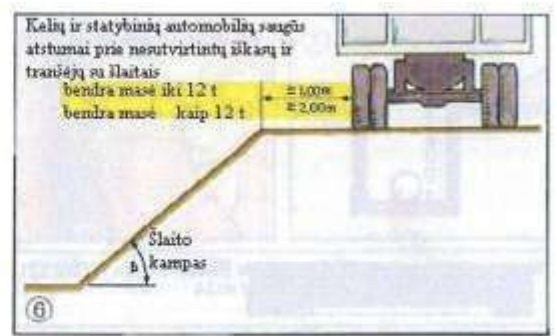 Kelių ir statybinių automobilių saugūs
atstumai prie nesutvirtintų iškasų ir
tranšėjų su šlaitais
bendra masė iki 12 t ≥ 1,00m
bendra masė kaip 12 t ≥ 2,00m
Šlaito
kampas
6